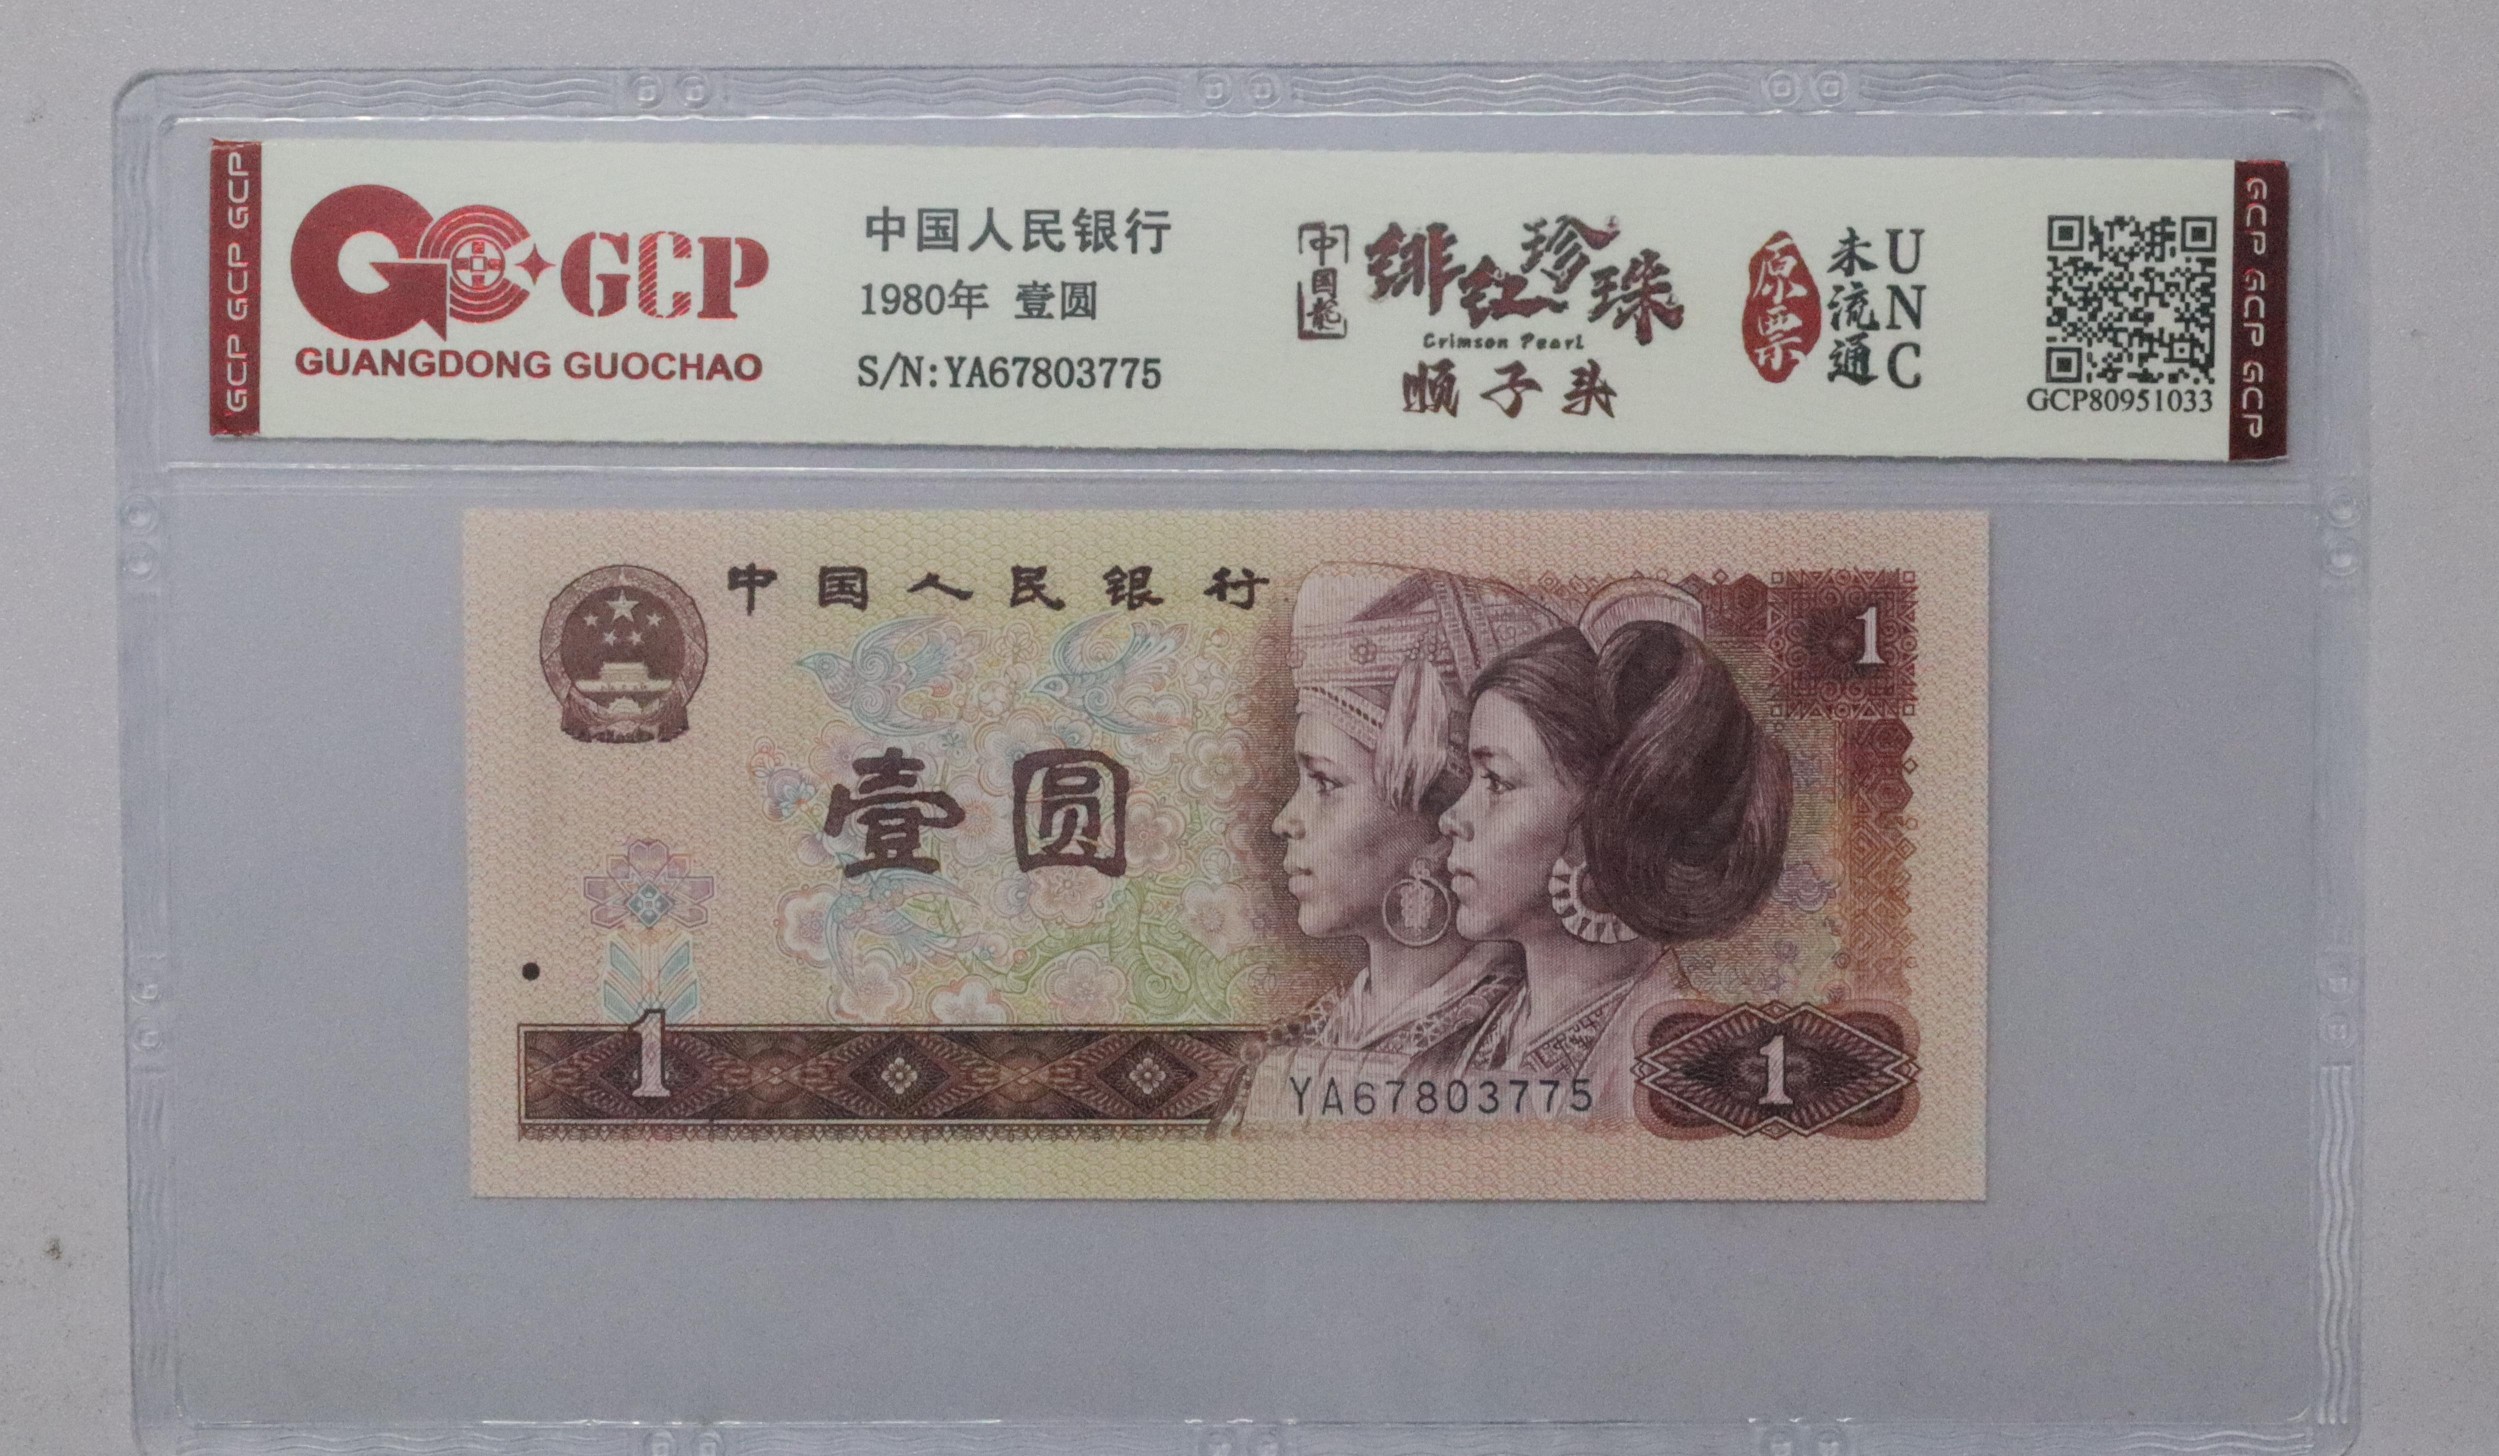 GCP GCP GCP
GCP
GUANGDONG GUOCHAO
中国人民银行
1980年 壹圆
S/N:YA67803775
中国龙
绯红珍珠
Crimson Pearl
顺子头
原票
未流通
UNC
GCP80951033
GCP GCP GCP
中国人民银行
壹圆
1
1
YA67803775
1